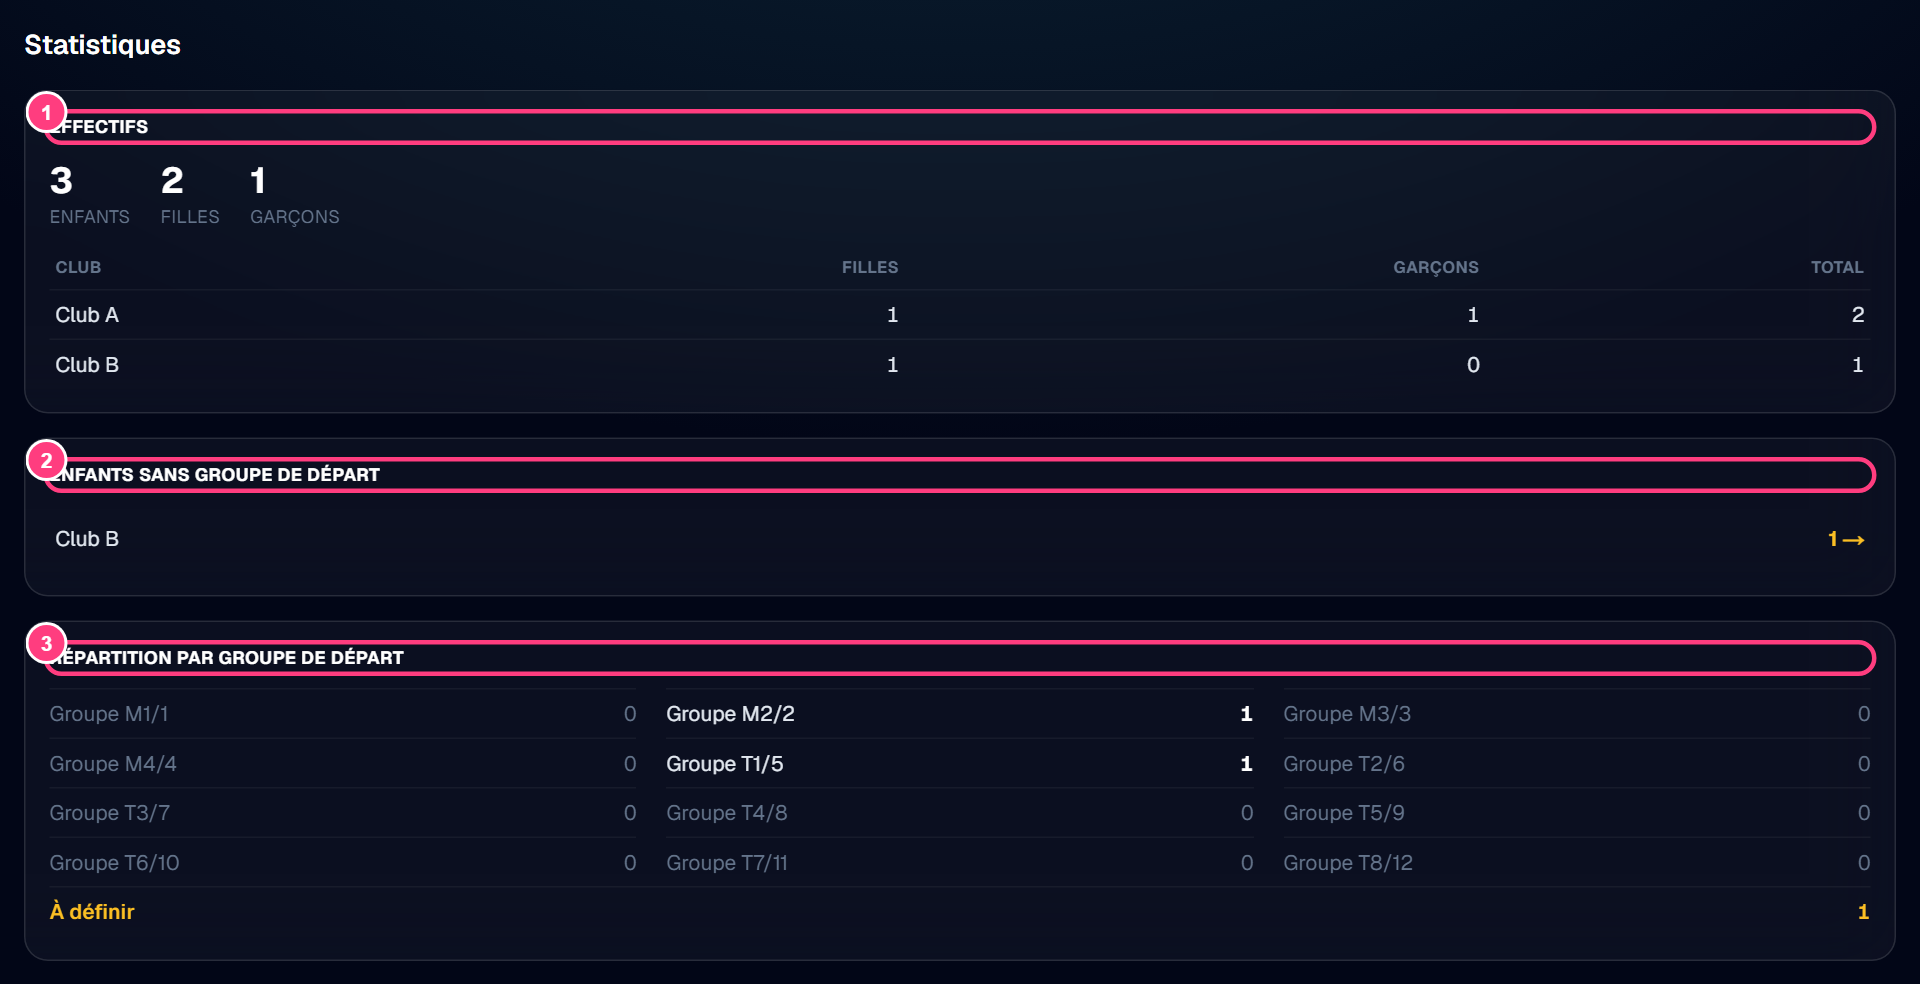 Statistiques
1
EFFECTIFS
3 2 1
ENFANTS FILLES GARÇONS
CLUB FILLES GARÇONS TOTAL
Club A 1 1 2
Club B 1 0 1
2
ENFANTS SANS GROUPE DE DÉPART
Club B 1→
3
RÉPARTITION PAR GROUPE DE DÉPART
Groupe M1/1 0 Groupe M2/2 1 Groupe M3/3 0
Groupe M4/4 0 Groupe T1/5 1 Groupe T2/6 0
Groupe T3/7 0 Groupe T4/8 0 Groupe T5/9 0
Groupe T6/10 0 Groupe T7/11 0 Groupe T8/12 0
À définir 1